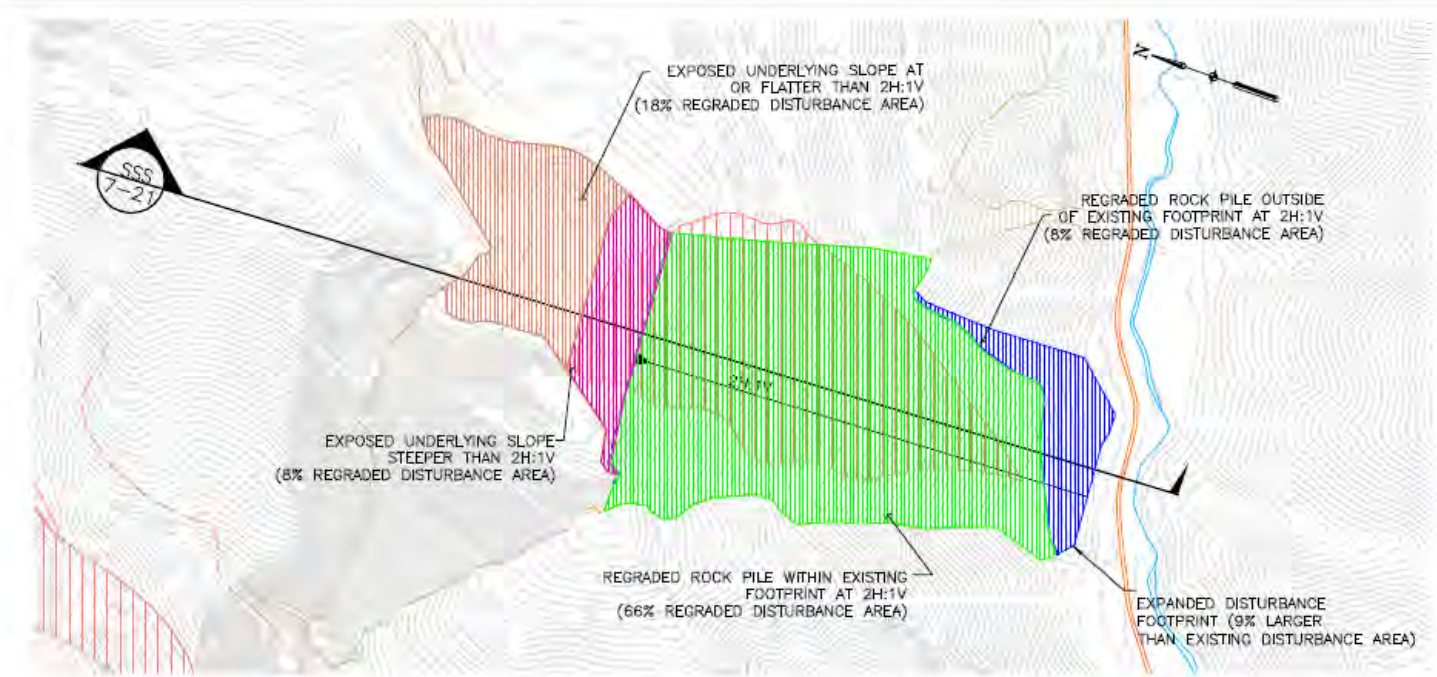 EXPOSED UNDERLYING SLOPE AT
OR FLATTER THAN 2H:1V
(18% REGRADED DISTURBANCE AREA)
N
SSS
7-21
REGRADED ROCK PILE OUTSIDE
OF EXISTING FOOTPRINT AT 2H:1V
(8% REGRADED DISTURBANCE AREA)
2H:1V
EXPOSED UNDERLYING SLOPE
STEEPER THAN 2H:1V
(8% REGRADED DISTURBANCE AREA)
REGRADED ROCK PILE WITHIN EXISTING
FOOTPRINT AT 2H:1V
(66% REGRADED DISTURBANCE AREA)
EXPANDED DISTURBANCE
FOOTPRINT (9% LARGER
THAN EXISTING DISTURBANCE AREA)